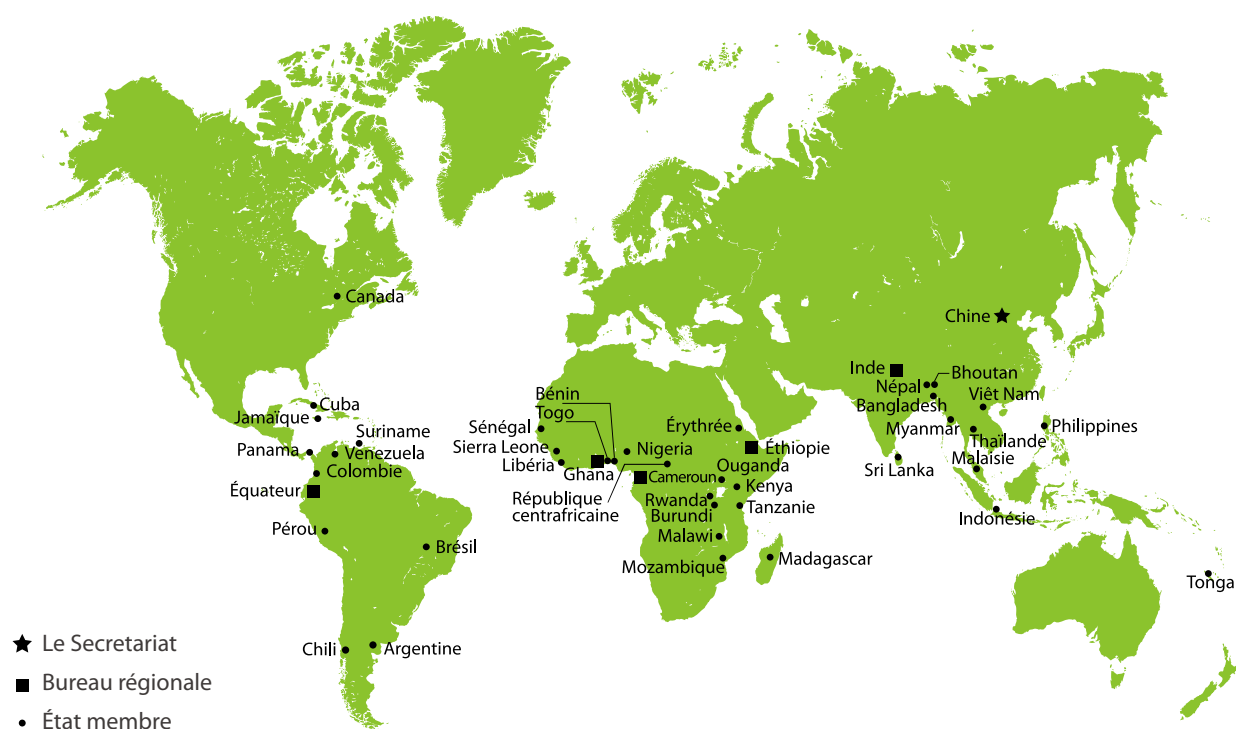 Canada
Chine
Inde
Bhoutan
Népal
Viêt Nam
Bangladesh
Myanmar
Philippines
Thaïlande
Malaisie
Sri Lanka
Indonésie
Tonga
Cuba
Jamaïque
Suriname
Panama
Venezuela
Colombie
Équateur
Pérou
Brésil
Chili
Argentine
Bénin
Togo
Sénégal
Sierra Leone
Libéria
Ghana
Nigeria
République
centrafricaine
Érythrée
Éthiopie
Ouganda
Cameroun
Kenya
Rwanda
Burundi
Tanzanie
Malawi
Mozambique
Madagascar
Le Secretariat
Bureau régionale
État membre